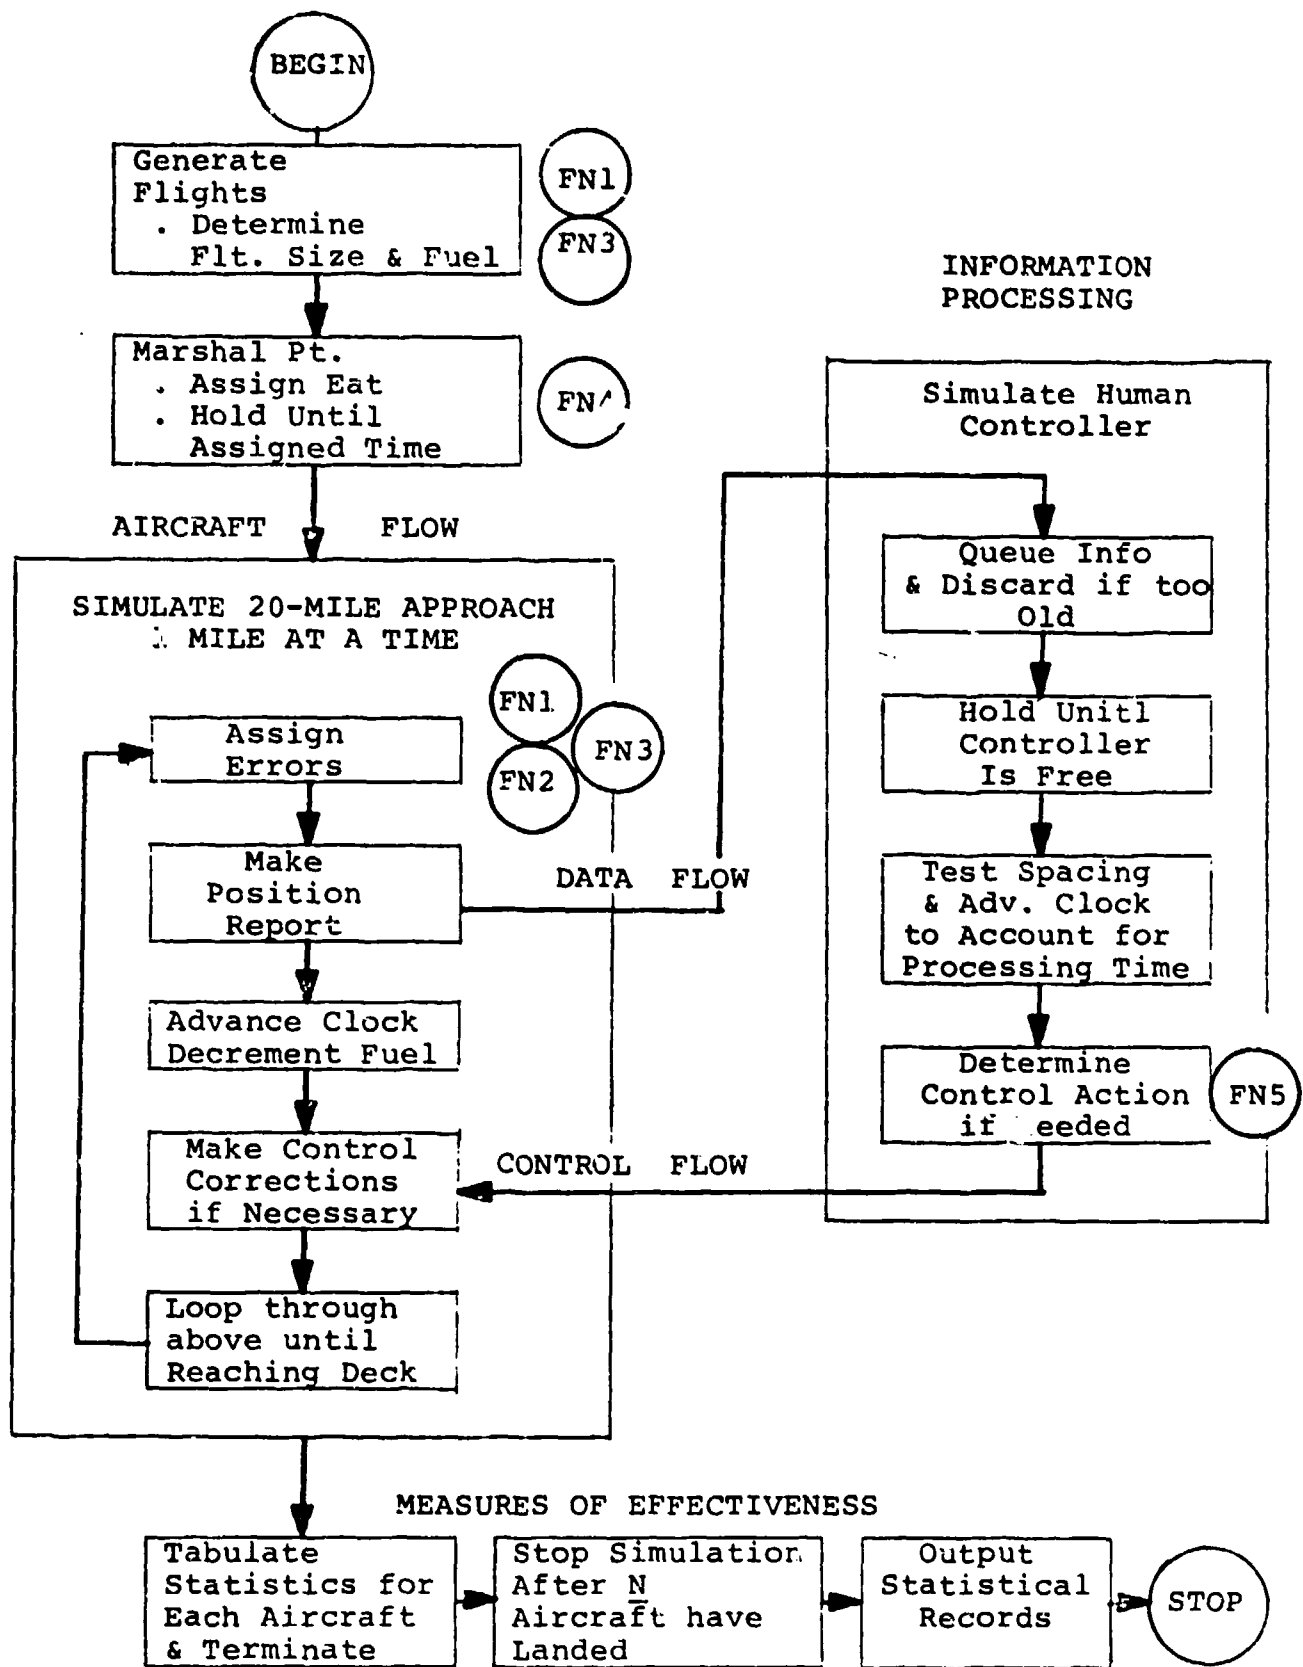 BEGIN
Generate
Flights
. Determine
Flt. Size & Fuel
FN1
FN3
Marshal Pt.
. Assign Eat
. Hold Until
Assigned Time
AIRCRAFT FLOW
SIMULATE 20-MILE APPROACH
MILE AT A TIME
FN1
FN2
FN3
Assign
Errors
Make
Position
Report
DATA FLOW
Advance Clock
Decrement Fuel
Make Control
Corrections
if Necessary
CONTROL FLOW
Loop through
above until
Reaching Deck
INFORMATION
PROCESSING
Simulate Human
Controller
Queue Info
& Discard if too
Old
Hold Unitl
Controller
Is Free
Test Spacing
& Adv. Clock
to Account for
Processing Time
Determine
Control Action
if
FN5
MEASURES OF EFFECTIVENESS
Tabulate
Statistics for
Each Aircraft
& Terminate
Stop Simulation
After N
Aircraft have
Landed
Output
Statistical
Records
STOP